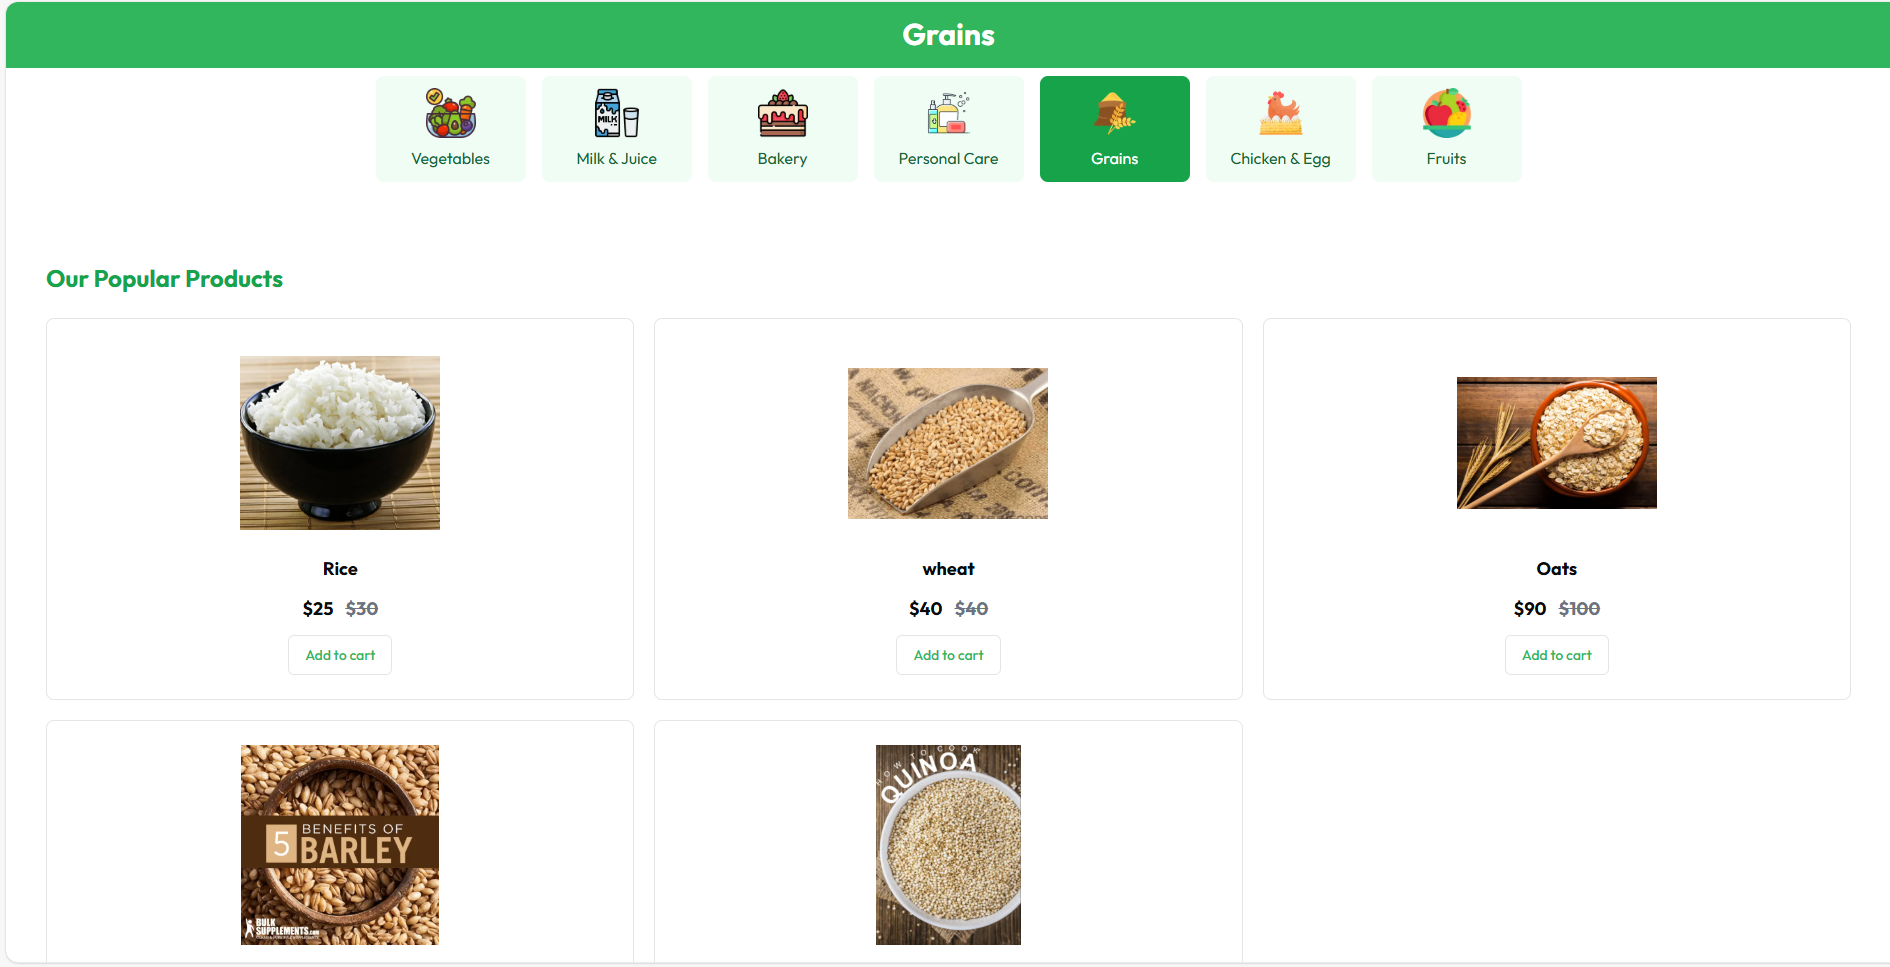 Grains
Vegetables
MILK
Milk & Juice
Bakery
Personal Care
Grains
Chicken & Egg
Fruits
Our Popular Products
Rice
$25 $30
Add to cart
wheat
$40 $40
Add to cart
Oats
$90 $100
Add to cart
5 BENEFITS OF
BARLEY
BULK
SUPPLEMENTS.com
HOW TO COOK
QUINOA